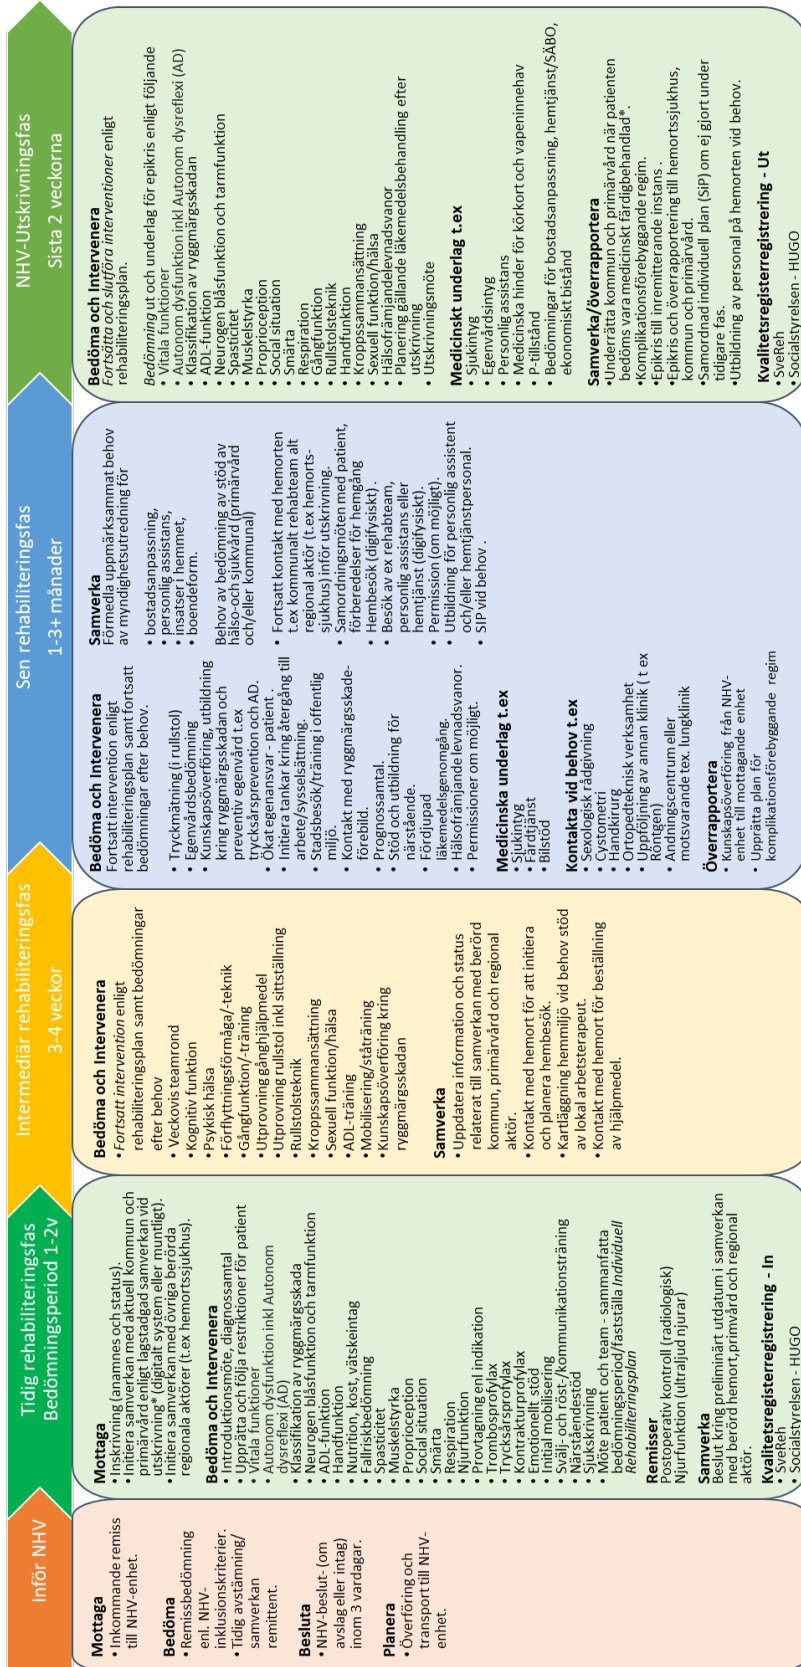 Inför NHV
Mottaga
• Inkommande remiss
till NHV-enhet.
Bedöma
• Remissbedömning
enl. NHV-
inklusionskriterier.
• Tidig avstämning/
samverkan
remittent.
Besluta
• NHV-beslut- (om
avslag eller intag)
inom 3 vardagar.
Planera
• Överföring och
transport till NHV-
enhet.
Tidig rehabiliteringsfas
Bedömningsperiod 1-2v
Mottaga
• Inskrivning (anamnes och status).
• Initiera samverkan med aktuell kommun och
primärvård enligt lagstadgad samverkan vid
utskrivning* (digitalt system eller muntligt).
• Initiera samverkan med övriga berörda
regionala aktörer (t.ex hemortssjukhus).
Bedöma och Intervenera
• Introduktionsmöte, diagnossamtal
• Upprätta och följa restriktioner för patient
• Vitala funktioner
• Autonom dysfunktion inkl Autonom
dysreflexi (AD)
• Klassifikation av ryggmärgsskada
• Neurogen blåsfunktion och tarmfunktion
• ADL-funktion
• Handfunktion
• Nutrition, kost, vätskeintag
• Fallriskbedömning
• Spasticitet
• Muskelstyrka
• Proprioception
• Social situation
• Smärta
• Respiration
• Njurfunktion
• Provtagning enl indikation
• Trombosprofylax
• Trycksårsprofylax
• Kontrakturprofylax
• Emotionellt stöd
• Initial mobilisering
• Svälj- och röst-/kommunikationsträning
• Närståendestöd
• Sjukskrivning
• Möte patient och team - sammanfatta
bedömningsperiod/fastställa Individuell
Rehabiliteringsplan
Remisser
Postoperativ kontroll (radiologisk)
Njurfunktion (ultraljud njurar)
Samverka
Beslut kring preliminärt utdatum i samverkan
med berörd hemort,primvård och regional
aktör.
Kvalitetsregisterregistrering - In
• SveReh
• Socialstyrelsen - HUGO
Intermediär rehabiliteringsfas
3-4 veckor
Bedöma och Intervenera
• Fortsatt intervention enligt
rehabiliteringsplan samt bedömningar
efter behov
• Veckovis teamrond
• Kognitiv funktion
• Psykisk hälsa
• Förflyttningsförmåga/-teknik
• Gångfunktion/-träning
• Utprovning gånghjälpmedel
• Utprovning rullstol inkl sittställning
• Rullstolsteknik
• Kroppssammansättning
• Sexuell funktion/hälsa
• ADL-träning
• Mobilisering/ståträning
• Kunskapsöverföring kring
ryggmärgsskadan
Samverka
• Uppdatera information och status
relaterat till samverkan med berörd
kommun, primärvård och regional
aktör.
• Kontakt med hemort för att initiera
och planera hembesök.
• Kartläggning hemmiljö vid behov stöd
av lokal arbetsterapeut.
• Kontakt med hemort för beställning
av hjälpmedel.
Sen rehabiliteringsfas
1-3+ månader
Bedöma och Intervenera
Fortsatt intervention enligt
rehabiliteringsplan samt fortsatt
bedömningar efter behov.
• Tryckmätning (i rullstol)
• Egenvårdsbedömning
• Kunskapsöverföring, utbildning
kring ryggmärgsskadan och
preventiv egenvård t.ex
trycksårsprevention och AD.
• Ökat egenansvar - patient .
• Initiera tankar kring återgång till
arbete/sysselsättning.
• Stadsbesök/träning i offentlig
miljö.
• Kontakt med ryggmärgsskade-
förebild.
• Prognossamtal.
• Stöd och utbildning för
närstående.
• Fördjupad
läkemedelsgenomgång.
• Hälsofrämjande levnadsvanor.
• Permissioner om möjligt.
Medicinska underlag t.ex
• Sjukintyg
• Färdtjänst
• Bilstöd
Kontakta vid behov t.ex
• Sexologisk rådgivning
• Cystometri
• Handkirurg
• Ortopedteknisk verksamhet
• Uppföljning av annan klinik ( t ex
Röntgen)
• Andningscentrum eller
motsvarande tex. lungklinik
Överrapportera
• Kunskapsöverföring från NHV-
enhet till mottagande enhet
• Upprätta plan för
komplikationsförebyggande regim
Samverka
Förmedla uppmärksammat behov
av myndighetsutredning för
• bostadsanpassning,
• personlig assistans,
• insatser i hemmet,
• boendeform.
Behov av bedömning av stöd av
hälso-och sjukvård (primärvård
och/eller kommunal)
• Fortsatt kontakt med hemorten
t.ex kommunalt rehabteam alt
regional aktör (t.ex hemorts-
sjukhus) inför utskrivning.
• Samordningsmöten med patient,
förberedelser för hemgång
• Hembesök (digifysiskt) .
• Besök av ex rehabteam,
personlig assistans eller
hemtjänst (digifysiskt).
• Permission (om möjligt).
• Utbildning för personlig assistent
och/eller hemtjänstpersonal.
• SIP vid behov .
NHV-Utskrivningsfas
Sista 2 veckorna
Bedöma och Intervenera
Fortsätta och slutföra interventioner enligt
rehabiliteringsplan.
Bedömning ut och underlag för epikris enligt följande
• Vitala funktioner
• Autonom dysfunktion inkl Autonom dysreflexi (AD)
• Klassifikation av ryggmärgsskadan
• ADL-funktion
• Neurogen blåsfunktion och tarmfunktion
• Spasticitet
• Muskelstyrka
• Proprioception
• Social situation
• Smärta
• Respiration
• Gångfunktion
• Rullstolsteknik
• Handfunktion
• Kroppssammansättning
• Sexuell funktion/hälsa
• Hälsofrämjandelevnadsvanor
• Planering gällande läkemedelsbehandling efter
utskrivning
• Utskrivningsmöte
Medicinskt underlag t.ex
• Sjukintyg
• Egenvårdsintyg
• Personlig assistans
• Medicinska hinder för körkort och vapeninnehav
• P-tillstånd
• Bedömningar för bostadsanpassning, hemtjänst/SÄBO,
ekonomiskt bistånd
Samverka/överrapportera
•Underrätta kommun och primärvård när patienten
bedöms vara medicinskt färdigbehandlad*.
•Komplikationsförebyggande regim.
•Epikris till inremitterande instans .
•Epikris och överrapportering till hemortssjukhus,
kommun och primärvård.
•Samordnad individuell plan (SiP) om ej gjort under
tidigare fas.
•Utbildning av personal på hemorten vid behov.
Kvalitetsregisterregistrering - Ut
• SveReh
• Socialstyrelsen - HUGO